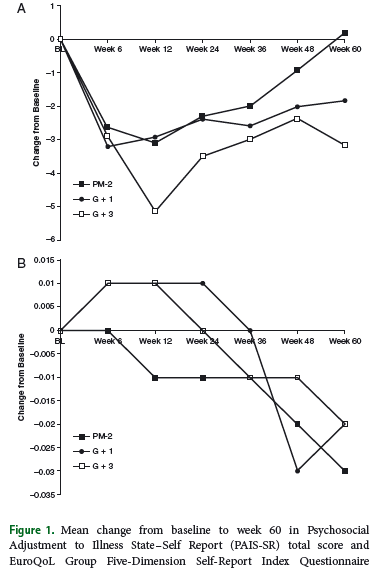 A
1
0
−1
−2
−3
−4
−5
−6
Change from Baseline
BL Week 6 Week 12 Week 24 Week 36 Week 48 Week 60
PM-2
G + 1
G + 3
B
0.015
0.01
0.005
0
−0.005
−0.01
−0.015
−0.02
−0.025
−0.03
−0.035
Change from Baseline
BL Week 6 Week 12 Week 24 Week 36 Week 48 Week 60
PM-2
G + 1
G + 3
Figure 1. Mean change from baseline to week 60 in Psychosocial
Adjustment to Illness State–Self Report (PAIS-SR) total score and
EuroQoL Group Five-Dimension Self-Report Index Questionnaire